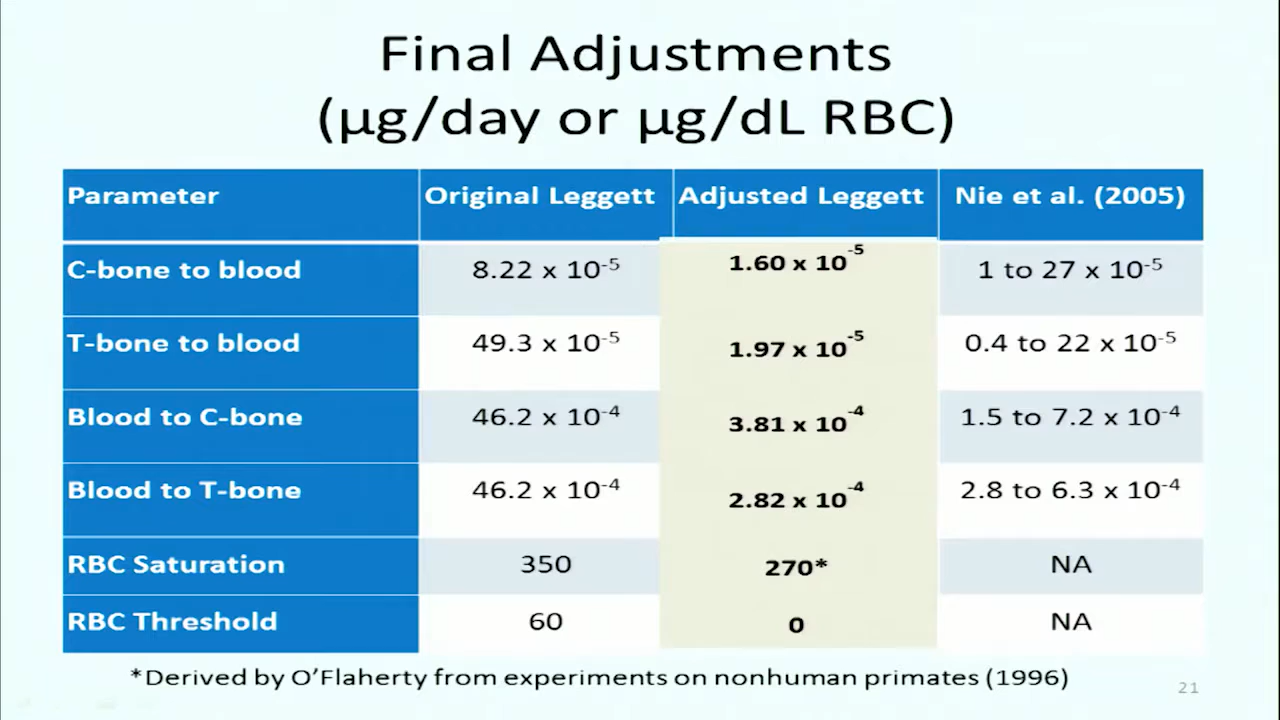 Final Adjustments
(µg/day or µg/dL RBC)
Parameter Original Leggett Adjusted Leggett Nie et al. (2005)
C-bone to blood 8.22 x 10⁻⁵ 1.60 x 10⁻⁵ 1 to 27 x 10⁻⁵
T-bone to blood 49.3 x 10⁻⁵ 1.97 x 10⁻⁵ 0.4 to 22 x 10⁻⁵
Blood to C-bone 46.2 x 10⁻⁴ 3.81 x 10⁻⁴ 1.5 to 7.2 x 10⁻⁴
Blood to T-bone 46.2 x 10⁻⁴ 2.82 x 10⁻⁴ 2.8 to 6.3 x 10⁻⁴
RBC Saturation 350 270* NA
RBC Threshold 60 0 NA
*Derived by O’Flaherty from experiments on nonhuman primates (1996)
21